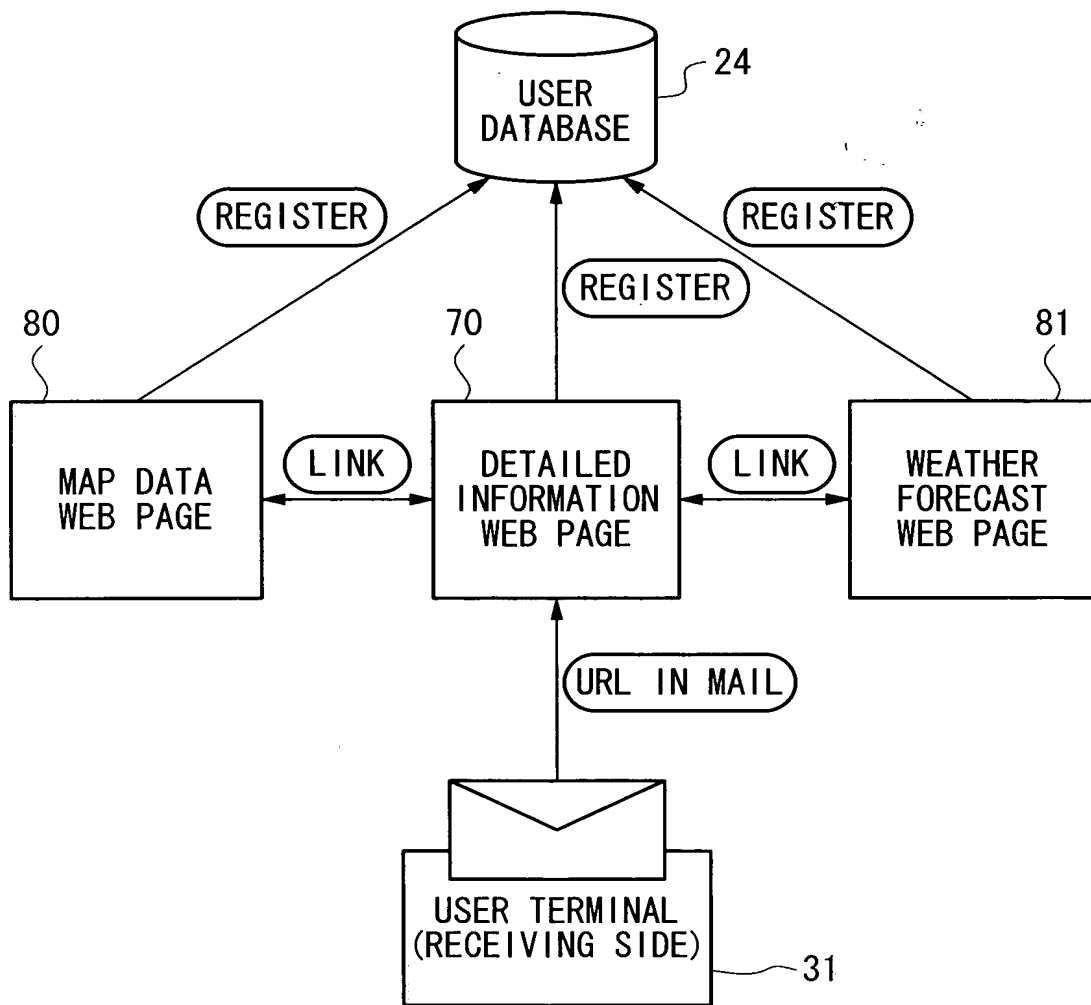 24
USER
DATABASE
REGISTER
REGISTER
REGISTER
80
70
81
MAP DATA
WEB PAGE
LINK
DETAILED
INFORMATION
WEB PAGE
LINK
WEATHER
FORECAST
WEB PAGE
URL IN MAIL
USER TERMINAL
(RECEIVING SIDE)
31